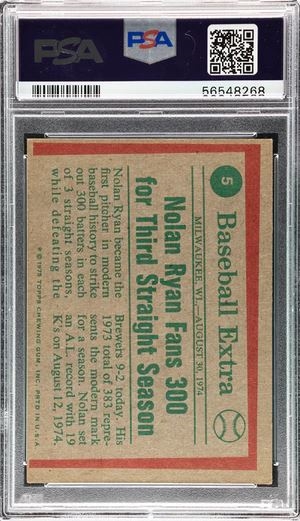 PSA
PSA
56548268
5
Baseball Extra
MILWAUKEE, WI.—AUGUST 30, 1974
Nolan Ryan Fans 300
for Third Straight Season
Nolan Ryan became the
first pitcher in modern
baseball history to strike
out 300 batters in each
of 3 straight seasons,
while defeating the
Brewers 9-2 today. His
1973 total of 383 repre-
sents the modern mark
for a season. Nolan set
an A.L. record with 19
K's on August 12, 1974.
© 1975 TOPPS CHEWING GUM, INC. PRTD. IN U.S.A.